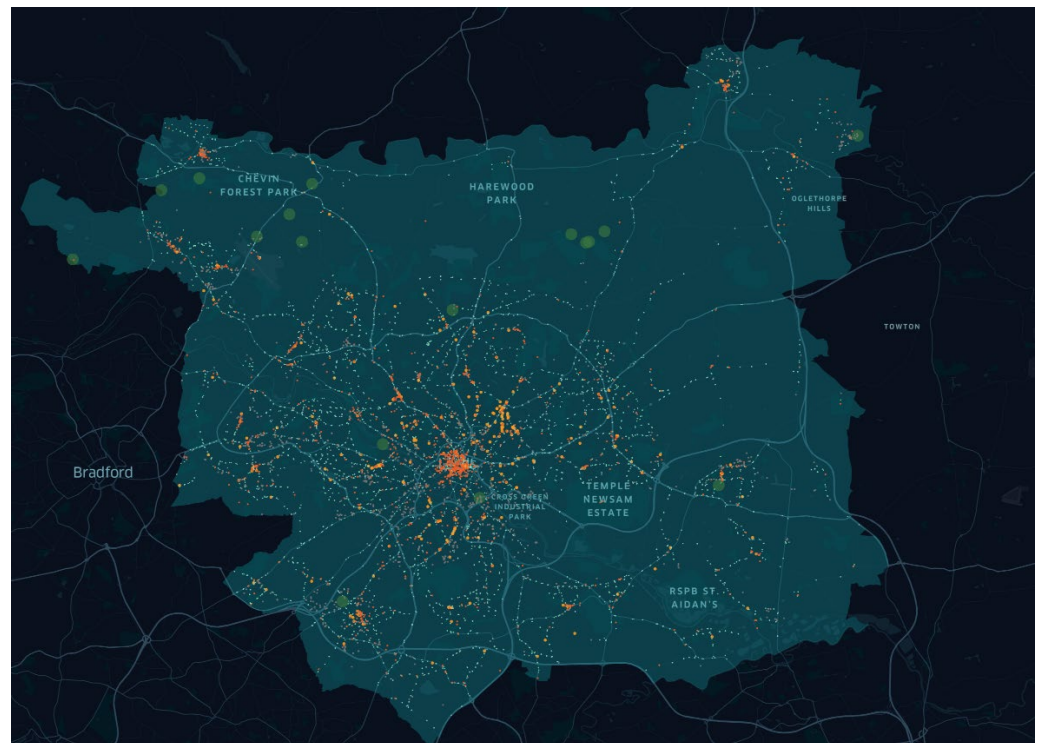 CHEVIN
FOREST PARK
HAREWOOD
PARK
OGLETHORPE
HILLS
TOWTON
Bradford
TEMPLE
NEWSAM
ESTATE
CROSS GREEN
INDUSTRIAL
PARK
RSPB ST.
AIDAN'S